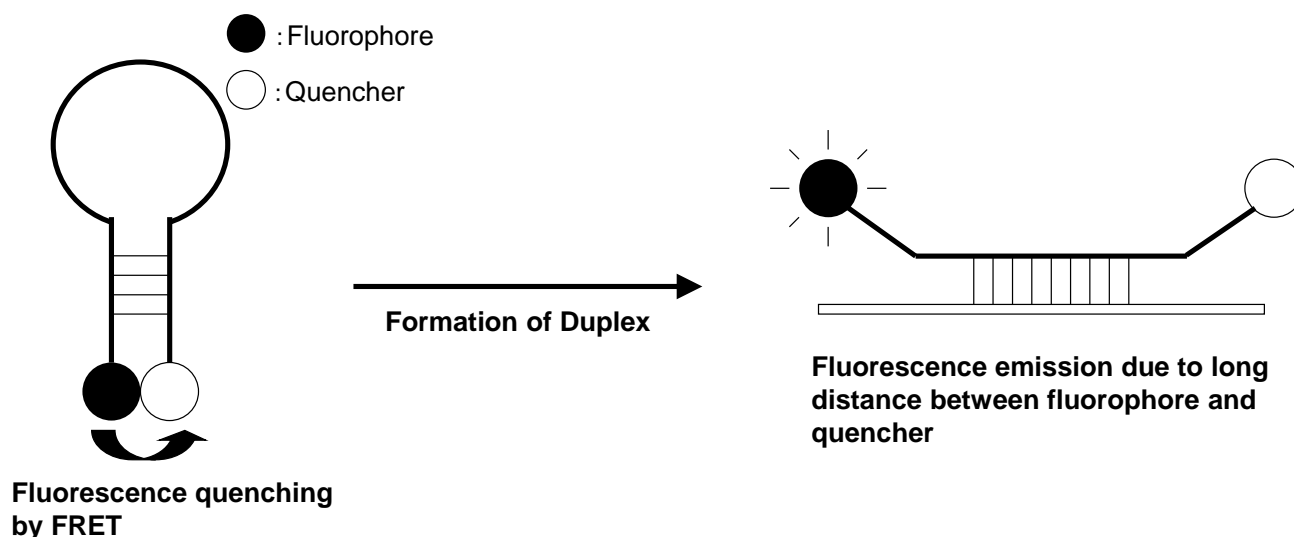 : Fluorophore
: Quencher
Formation of Duplex
Fluorescence emission due to long
distance between fluorophore and
quencher
Fluorescence quenching
by FRET